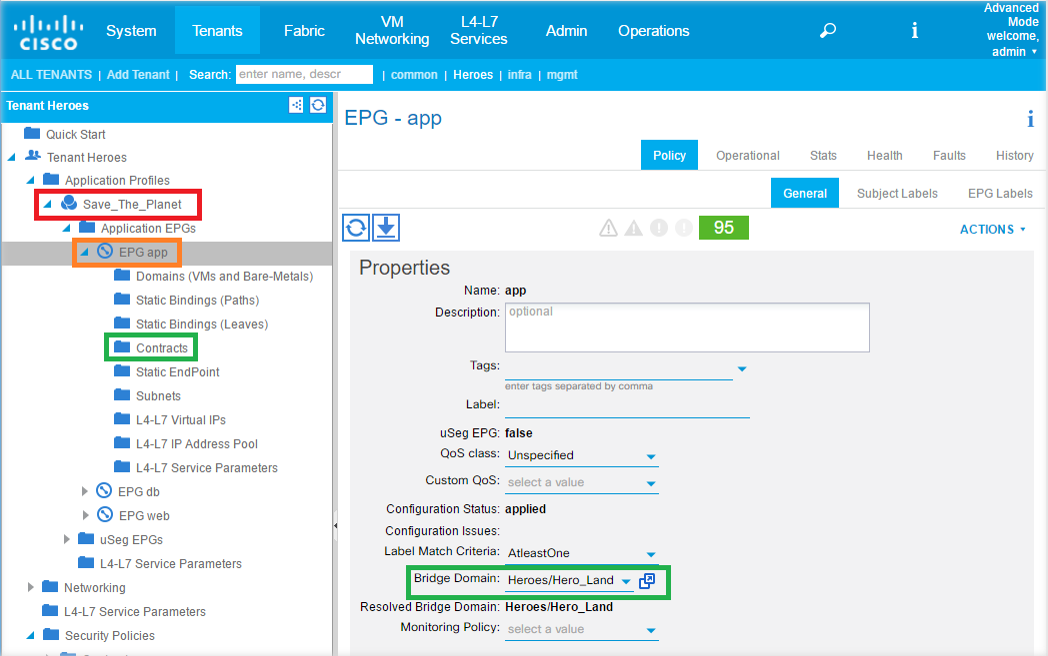 CISCO
System
Tenants
Fabric
VM
Networking
L4-L7
Services
Admin
Operations
i
Advanced
Mode
welcome,
admin
ALL TENANTS | Add Tenant | Search: enter name, descr | common | Heroes | infra | mgmt
Tenant Heroes
Quick Start
Tenant Heroes
Application Profiles
Save_The_Planet
Application EPGs
EPG app
Domains (VMs and Bare-Metals)
Static Bindings (Paths)
Static Bindings (Leaves)
Contracts
Static EndPoint
Subnets
L4-L7 Virtual IPs
L4-L7 IP Address Pool
L4-L7 Service Parameters
EPG db
EPG web
uSeg EPGs
L4-L7 Service Parameters
Networking
L4-L7 Service Parameters
Security Policies
EPG - app
i
Policy Operational Stats Health Faults History
General Subject Labels EPG Labels
95
ACTIONS
Properties
Name: app
Description: optional
Tags:
enter tags separated by comma
Label:
uSeg EPG: false
QoS class: Unspecified
Custom QoS: select a value
Configuration Status: applied
Configuration Issues:
Label Match Criteria: AtleastOne
Bridge Domain: Heroes/Hero_Land
Resolved Bridge Domain: Heroes/Hero_Land
Monitoring Policy: select a value